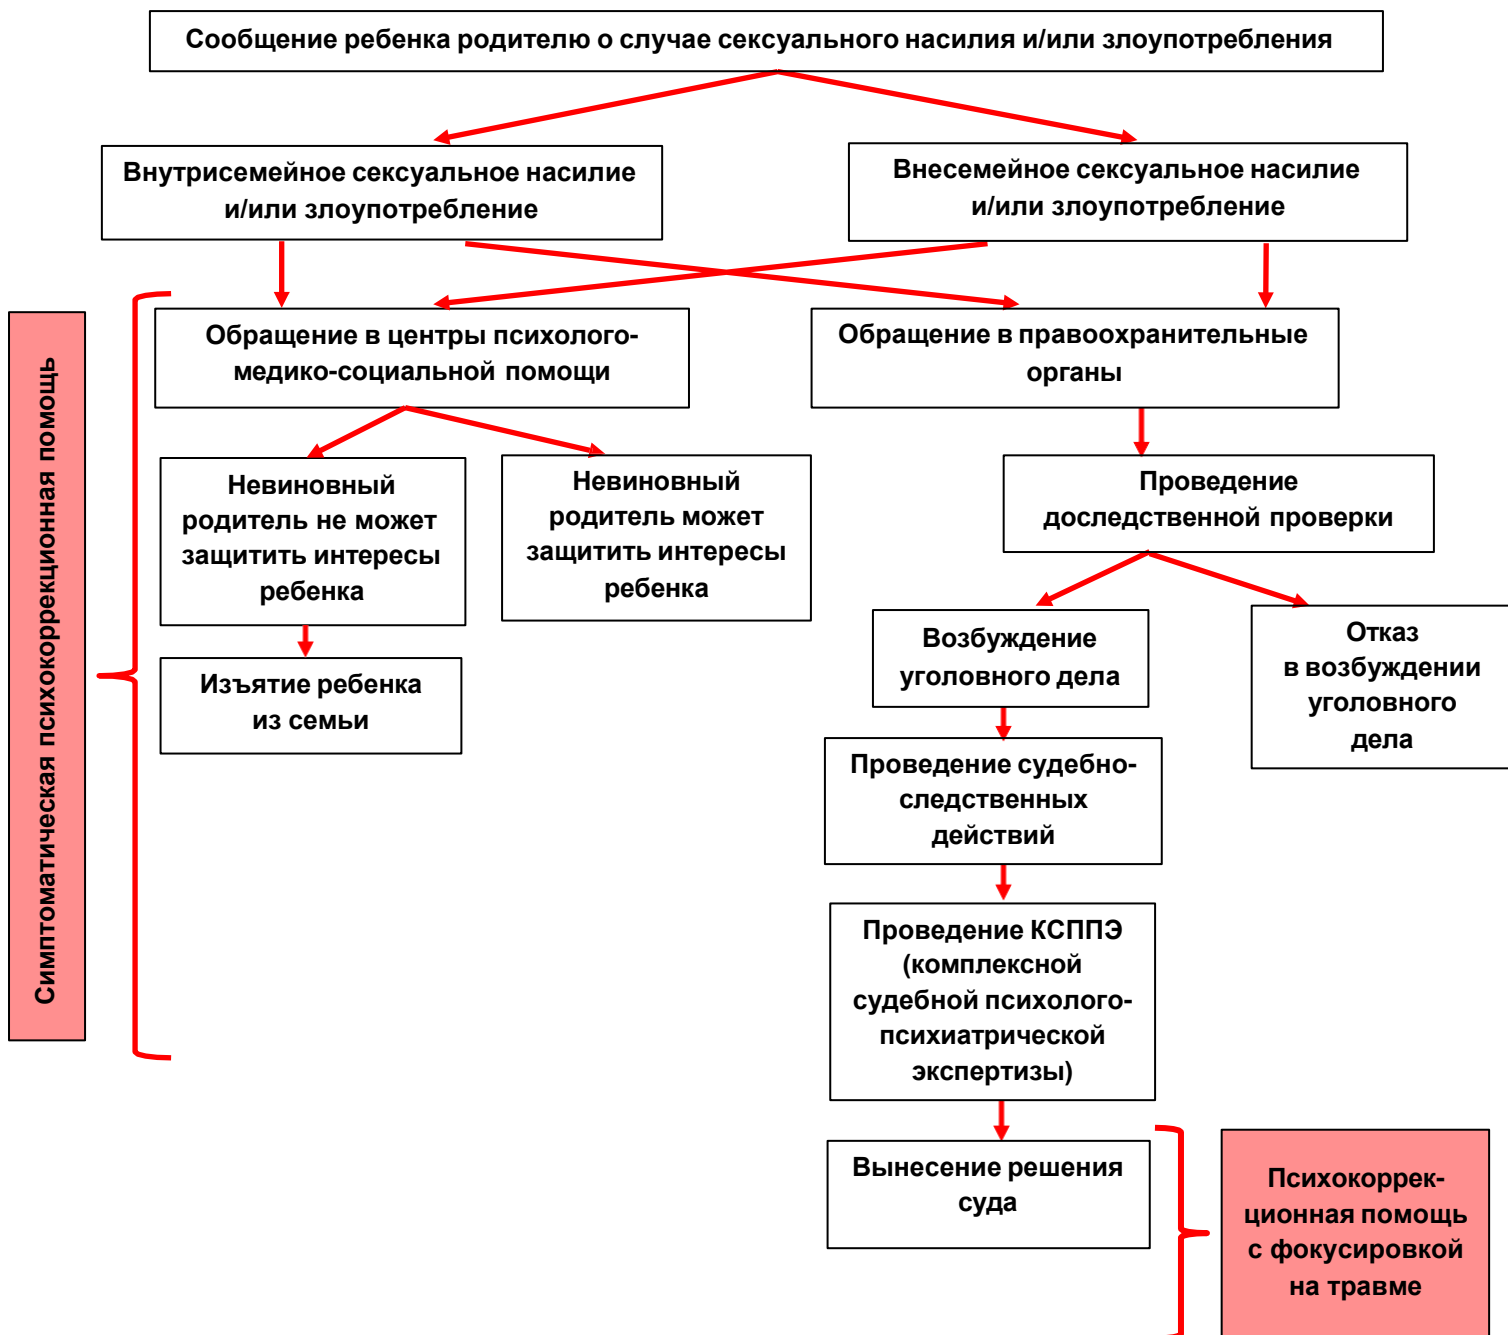 Сообщение ребенка родителю о случае сексуального насилия и/или злоупотребления
Внутрисемейное сексуальное насилие
и/или злоупотребление
Внесемейное сексуальное насилие
и/или злоупотребление
Симптоматическая психокоррекционная помощь
Обращение в центры психолого-
медико-социальной помощи
Обращение в правоохранительные
органы
Невиновный
родитель не может
защитить интересы
ребенка
Невиновный
родитель может
защитить интересы
ребенка
Проведение
доследственной проверки
Изъятие ребенка
из семьи
Возбуждение
уголовного дела
Отказ
в возбуждении
уголовного
дела
Проведение судебно-
следственных
действий
Проведение КСППЭ
(комплексной
судебной психолого-
психиатрической
экспертизы)
Вынесение решения
суда
Психокоррек-
ционная помощь
с фокусировкой
на травме